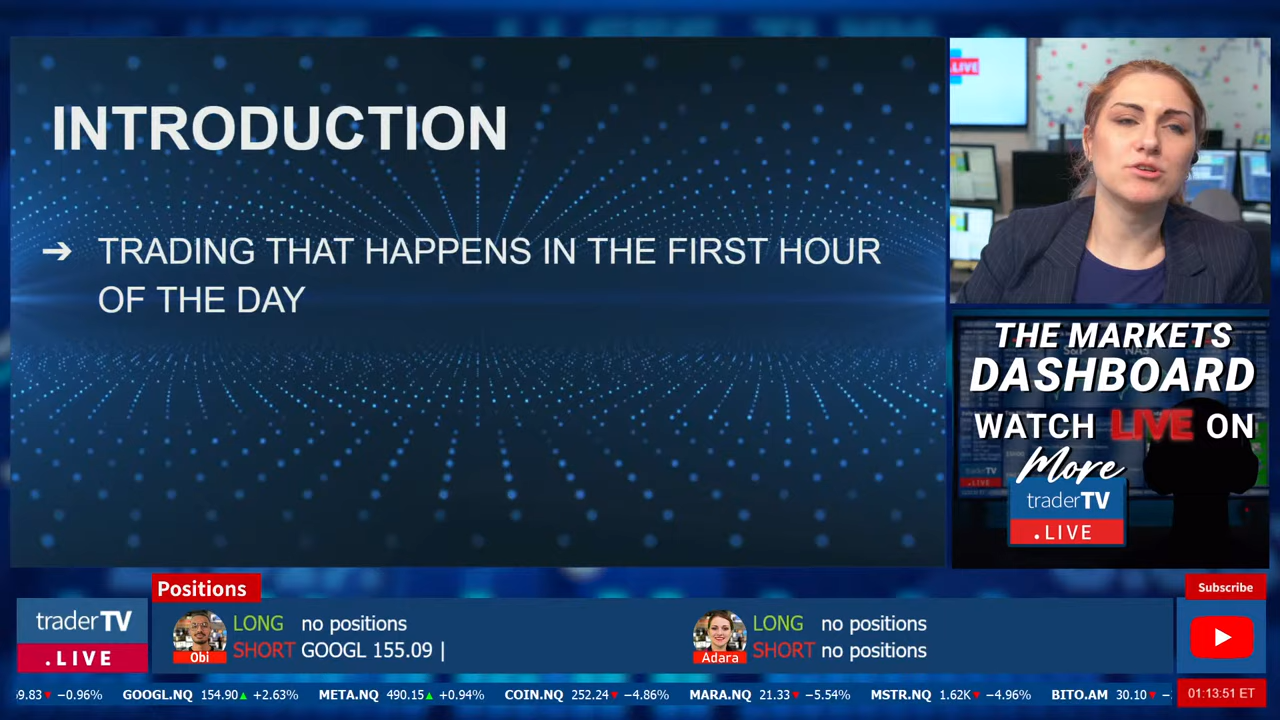 INTRODUCTION
➔ TRADING THAT HAPPENS IN THE FIRST HOUR
OF THE DAY
.LIVE
THE MARKETS
DASHBOARD
WATCH LIVE ON
More
traderTV
.LIVE
Positions
Subscribe
traderTV
.LIVE
Obi
LONG no positions
SHORT GOOGL 155.09 |
Adara
LONG no positions
SHORT no positions
9.83▼ −0.96% GOOGL.NQ 154.90▲ +2.63% META.NQ 490.15▲ +0.94% COIN.NQ 252.24▼ −4.86% MARA.NQ 21.33▼ −5.54% MSTR.NQ 1.62K▼ −4.96% BITO.AM 30.10▼
01:13:51 ET